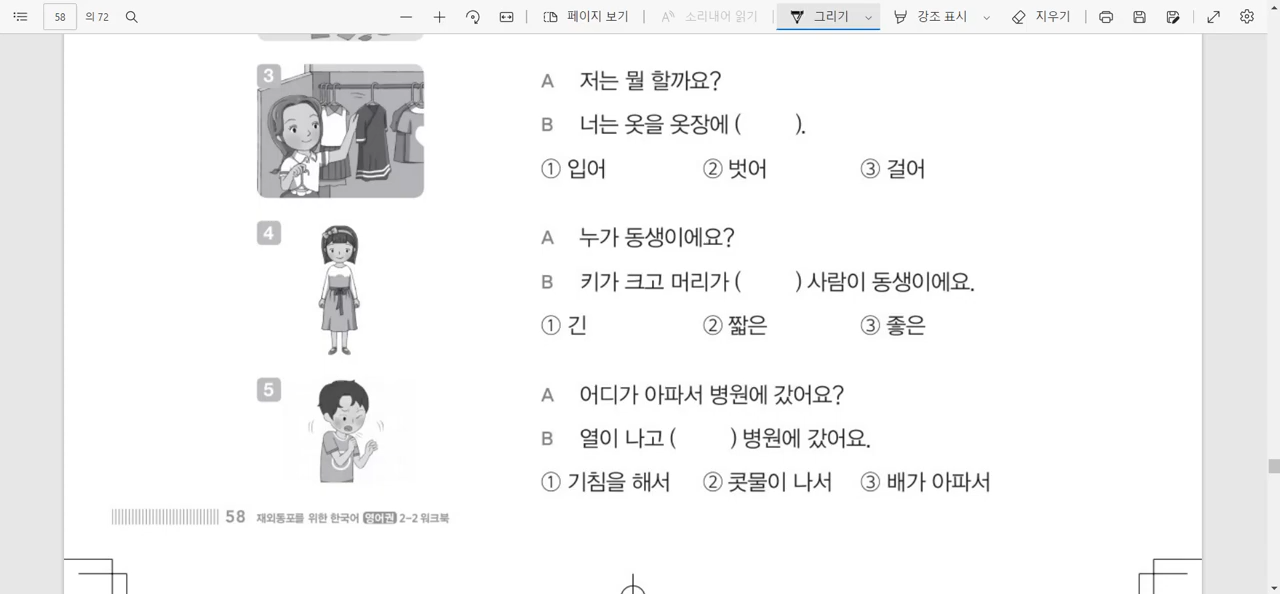 58 의 72 페이지 보기 소리내어 읽기 그리기 강조 표시 지우기
3
A 저는 뭘 할까요?
B 너는 옷을 옷장에 ( ).
① 입어 ② 벗어 ③ 걸어
4
A 누가 동생이에요?
B 키가 크고 머리가 ( ) 사람이 동생이에요.
① 긴 ② 짧은 ③ 좋은
5
A 어디가 아파서 병원에 갔어요?
B 열이 나고 ( ) 병원에 갔어요.
① 기침을 해서 ② 콧물이 나서 ③ 배가 아파서
58 재외동포를 위한 한국어 영어권 2-2 워크북